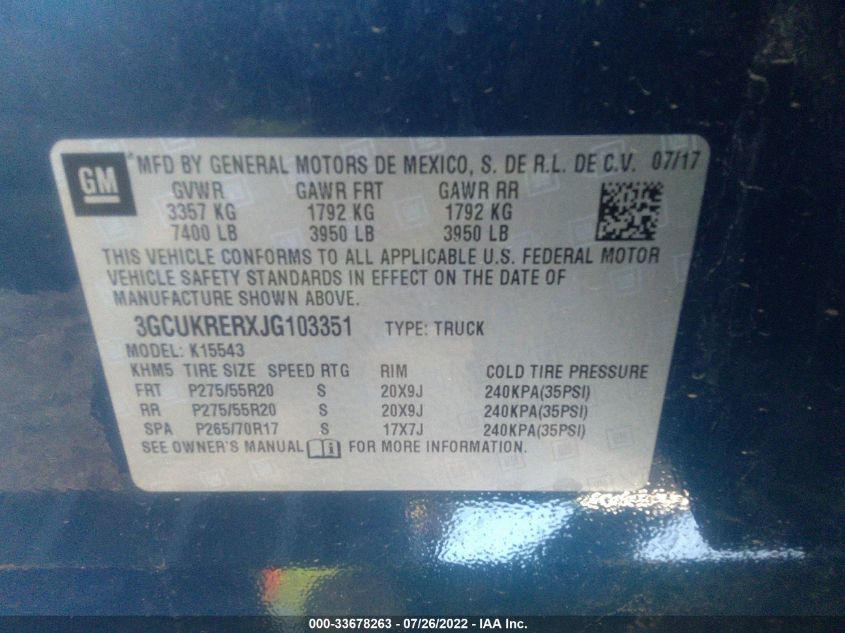 GM
MFD BY GENERAL MOTORS DE MEXICO, S. DE R.L. DE C.V. 07/17
GVWR GAWR FRT GAWR RR
3357 KG 1792 KG 1792 KG
7400 LB 3950 LB 3950 LB
THIS VEHICLE CONFORMS TO ALL APPLICABLE U.S. FEDERAL MOTOR
VEHICLE SAFETY STANDARDS IN EFFECT ON THE DATE OF
MANUFACTURE SHOWN ABOVE.
3GCUKRERXJG103351 TYPE: TRUCK
MODEL: K15543
KHM5 TIRE SIZE SPEED RTG RIM COLD TIRE PRESSURE
FRT P275/55R20 S 20X9J 240KPA(35PSI)
RR P275/55R20 S 20X9J 240KPA(35PSI)
SPA P265/70R17 S 17X7J 240KPA(35PSI)
SEE OWNER'S MANUAL FOR MORE INFORMATION.
000-33678263 - 07/26/2022 - IAA Inc.